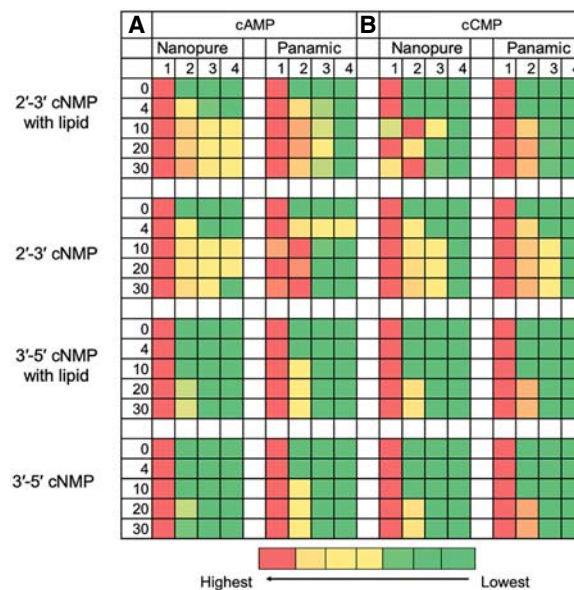 A cAMP B cCMP
Nanopure Panamic Nanopure Panamic
1 2 3 4 1 2 3 4 1 2 3 4 1 2 3 4
2′-3′ cNMP
with lipid
0
4
10
20
30
2′-3′ cNMP
0
4
10
20
30
3′-5′ cNMP
with lipid
0
4
10
20
30
3′-5′ cNMP
0
4
10
20
30
Highest Lowest